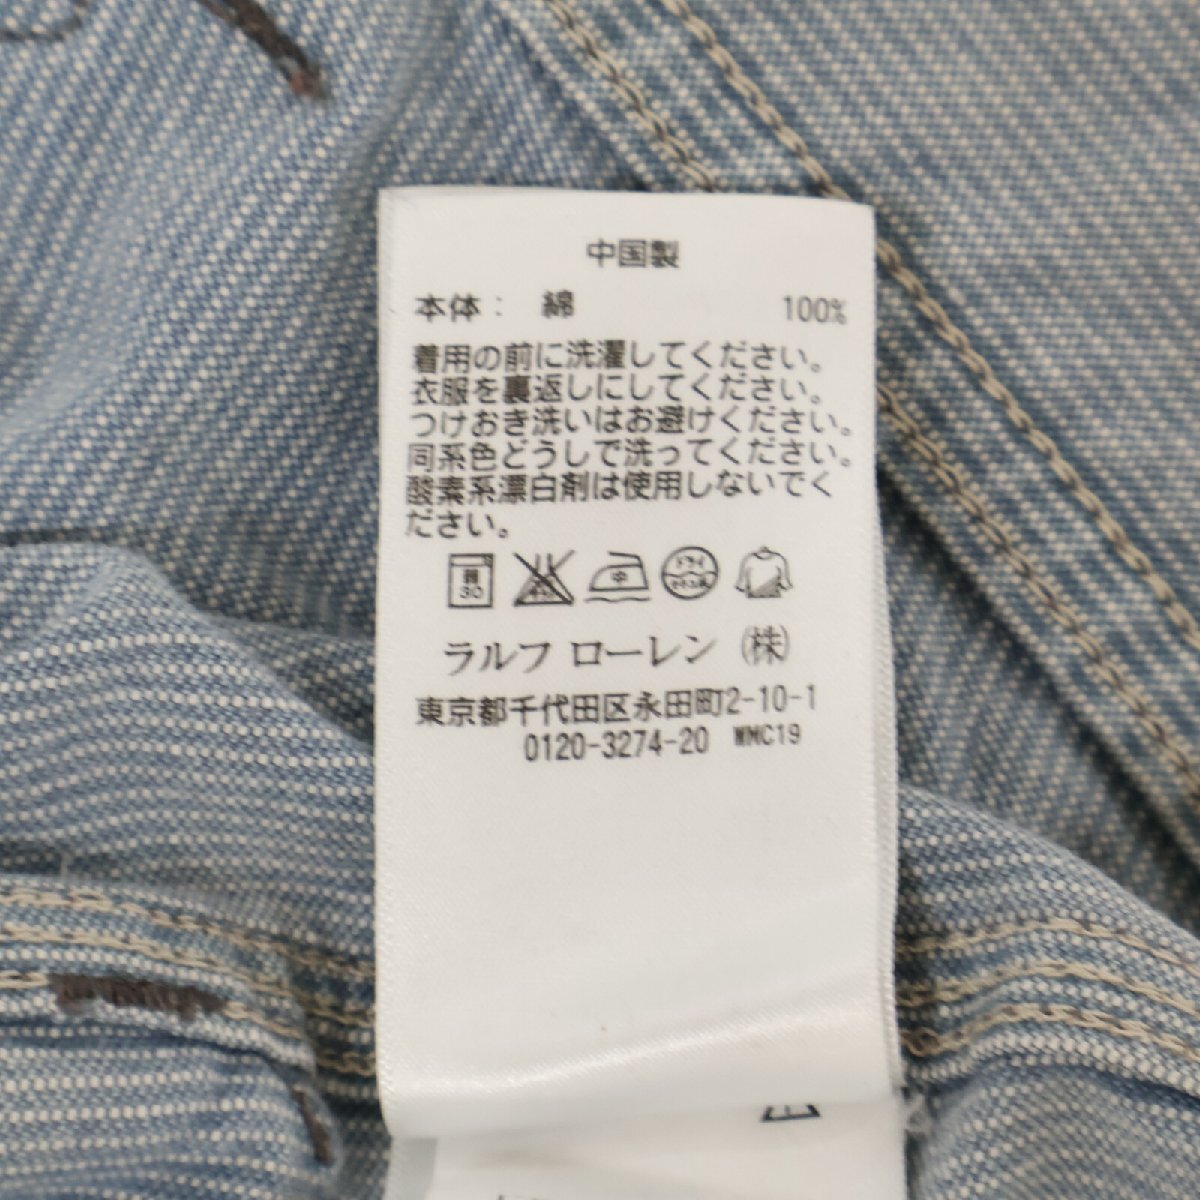 中国製
本体： 綿 100%
着用の前に洗濯してください。
衣服を裏返しにしてください。
つけおき洗いはお避けください。
同系色どうしで洗ってください。
酸素系漂白剤は使用しないでく
ださい。
30 中 ドライ
ラルフ ローレン ㈱
東京都千代田区永田町2-10-1
0120-3274-20 WMC19